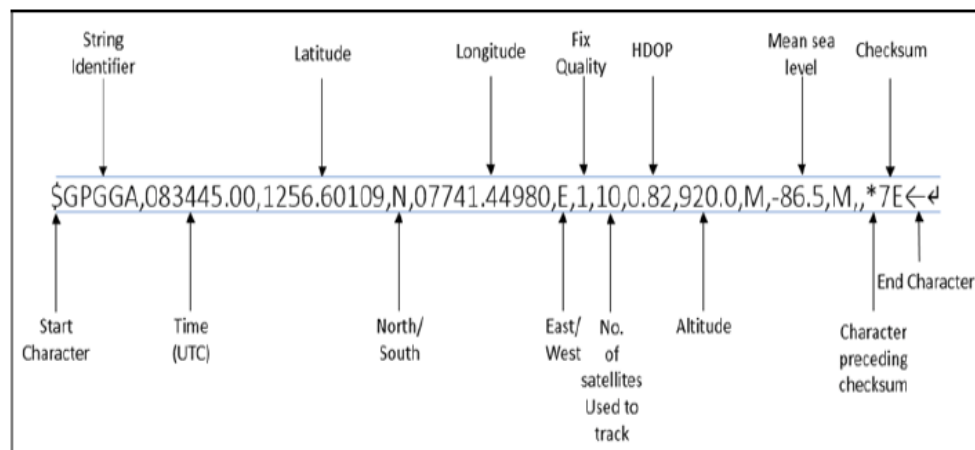 String
Identifier
Latitude
Longitude
Fix
Quality
HDOP
Mean sea
level
Checksum
$GPGGA,083445.00,1256.60109,N,07741.44980,E,1,10,0.82,920.0,M,-86.5,M,,*7E←↲
Start
Character
Time
(UTC)
North/
South
East/
West
No.
of
satellites
Used to
track
Altitude
Character
preceding
checksum
End Character